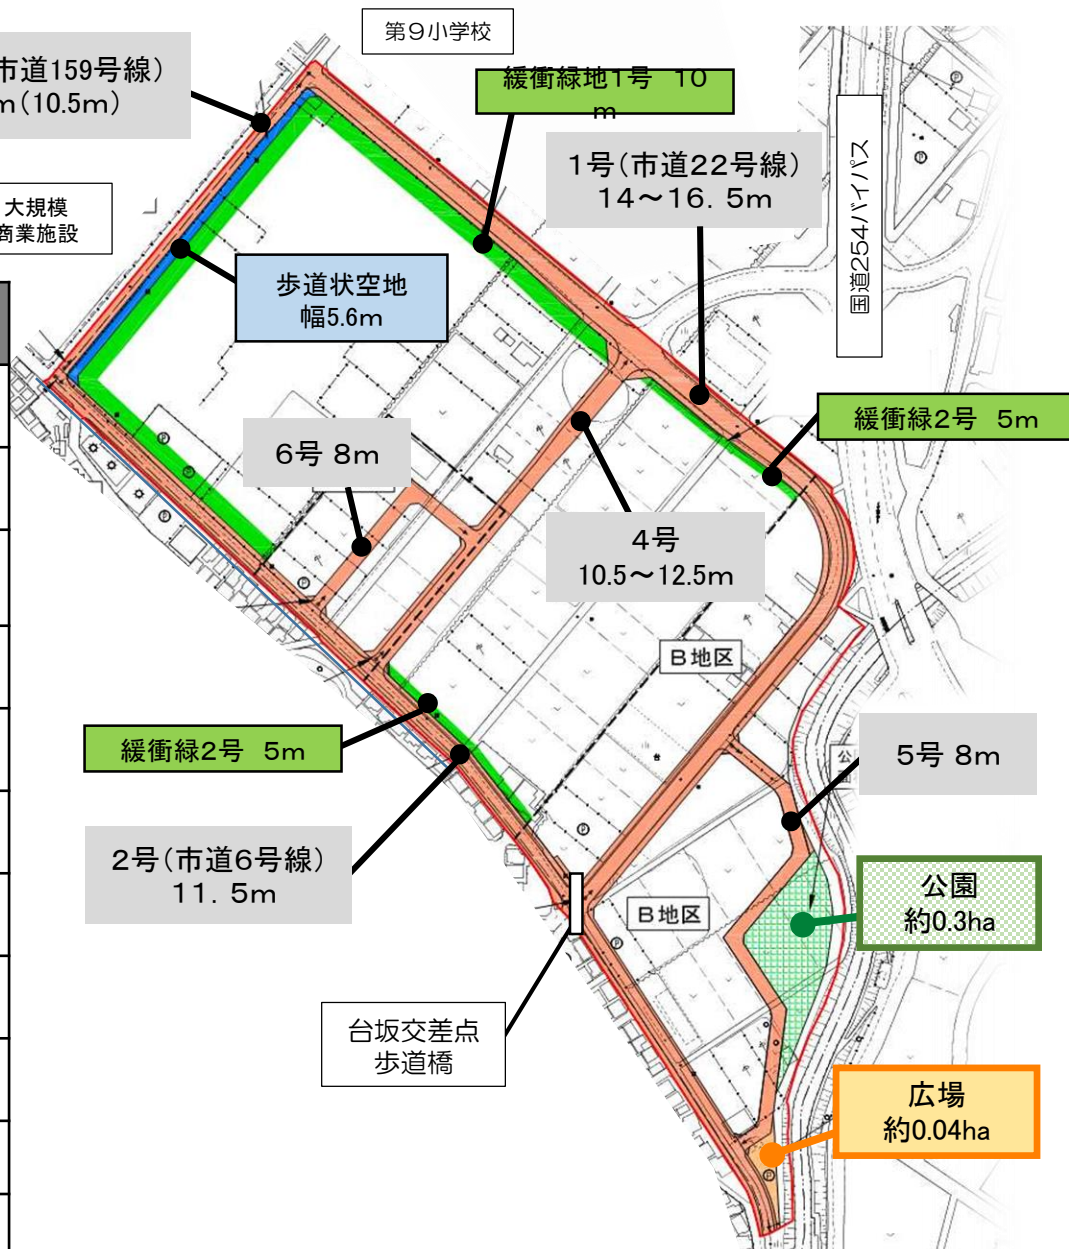 第9小学校
市道159号線）
m（10.5m）
緩衝緑地1号 10
m
1号（市道22号線）
14～16．5m
国道254バイパス
大規模
商業施設
歩道状空地
幅5.6m
緩衝緑2号 5m
6号 8m
4号
10.5～12.5m
B地区
緩衝緑2号 5m
5号 8m
公
園
2号（市道6号線）
11．5m
公園
約0.3ha
B地区
台坂交差点
歩道橋
広場
約0.04ha